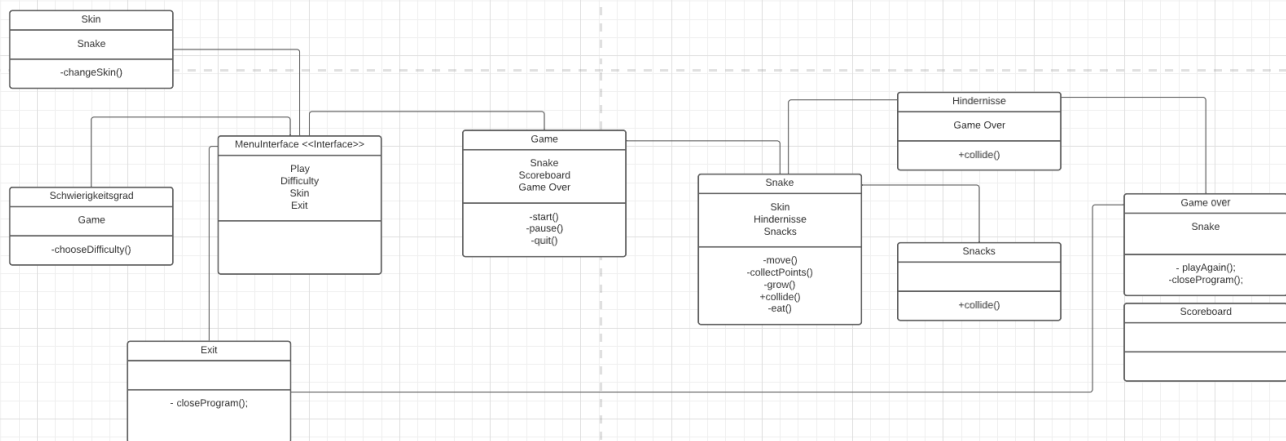 Skin
Snake
-changeSkin()
Schwierigkeitsgrad
Game
-chooseDifficulty()
MenuInterface <<Interface>>
Play
Difficulty
Skin
Exit
Exit
- closeProgram();
Game
Snake
Scoreboard
Game Over
-start()
-pause()
-quit()
Snake
Skin
Hindernisse
Snacks
-move()
-collectPoints()
-grow()
+collide()
-eat()
Hindernisse
Game Over
+collide()
Snacks
+collide()
Game over
Snake
- playAgain();
-closeProgram();
Scoreboard